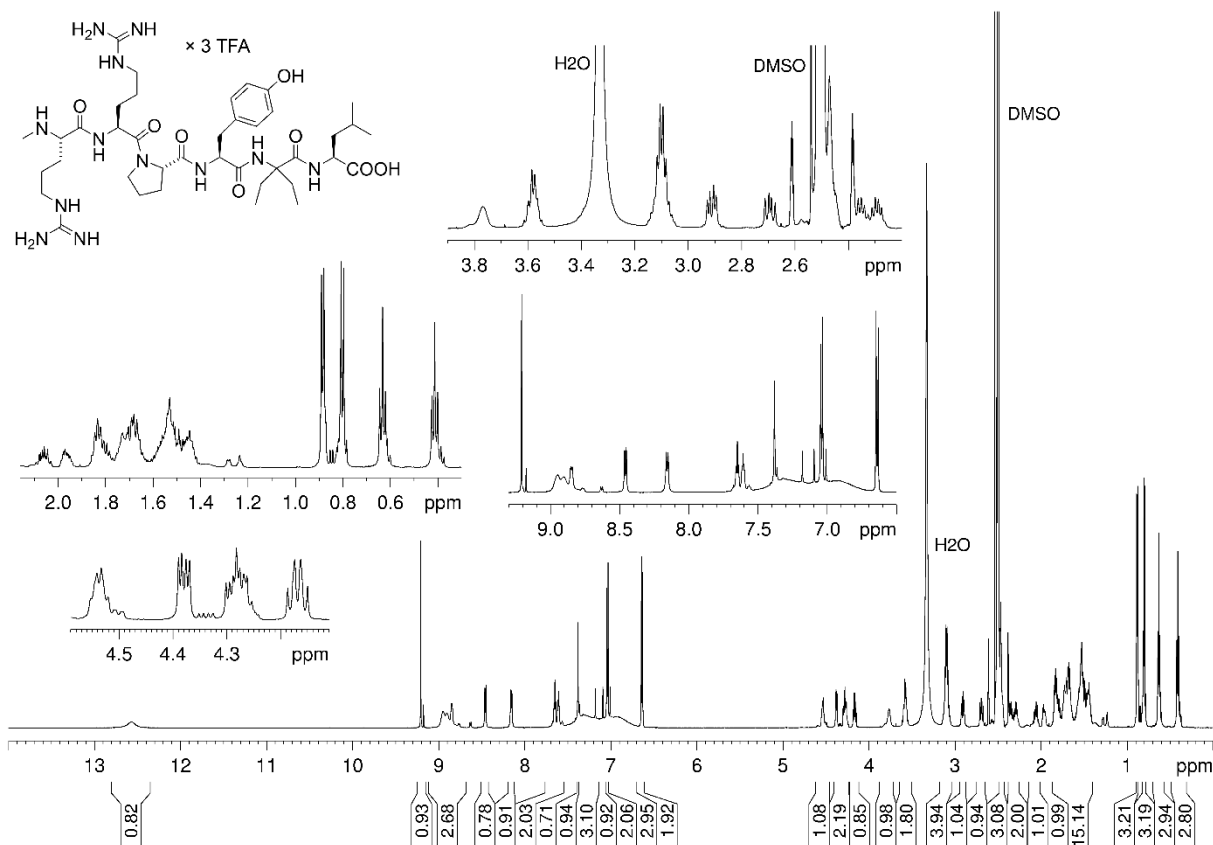 NH
H2N
NH
HN
× 3 TFA
OH
O
H
N
O
H
N
O
N
H
N
O
N
H
O
N
H
O
COOH
HN
H2N
NH
H2O
DMSO
3.8 3.6 3.4 3.2 3.0 2.8 2.6 ppm
DMSO
2.0 1.8 1.6 1.4 1.2 1.0 0.8 0.6 ppm
9.0 8.5 8.0 7.5 7.0 ppm
4.5 4.4 4.3 ppm
H2O
13 12 11 10 9 8 7 6 5 4 3 2 1 ppm
0.82 0.93 2.68 0.78 0.91 2.03 0.71 0.94 3.10 0.92 2.06 2.95 1.92 1.08 2.19 0.85 0.98 1.80 3.94 1.04 0.94 3.08 2.00 1.01 0.99 15.14 3.21 3.19 2.94 2.80